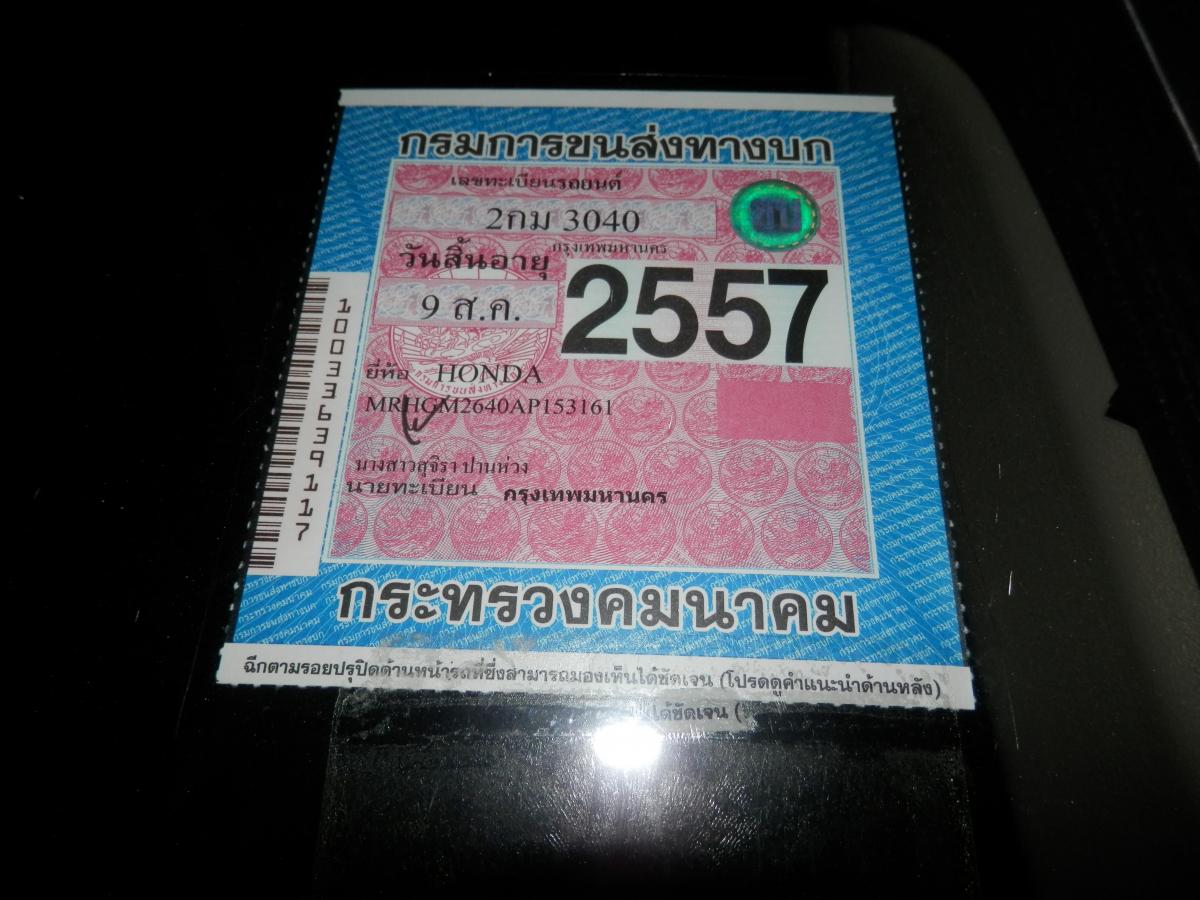 กรมการขนส่งทางบก
เลขทะเบียนรถยนต์
2กม 3040
กรุงเทพมหานคร
วันสิ้นอายุ
9 ส.ค.
2557
ยี่ห้อ HONDA
MRHGM2640AP153161
นางสาวสุจิรา ปานห่วง
นายทะเบียน กรุงเทพมหานคร
10033639117
กระทรวงคมนาคม
ฉีกตามรอยปรุปิดด้านหน้ารถที่ซึ่งสามารถมองเห็นได้ชัดเจน (โปรดดูคำแนะนำด้านหลัง)
ได้ชัดเจน (